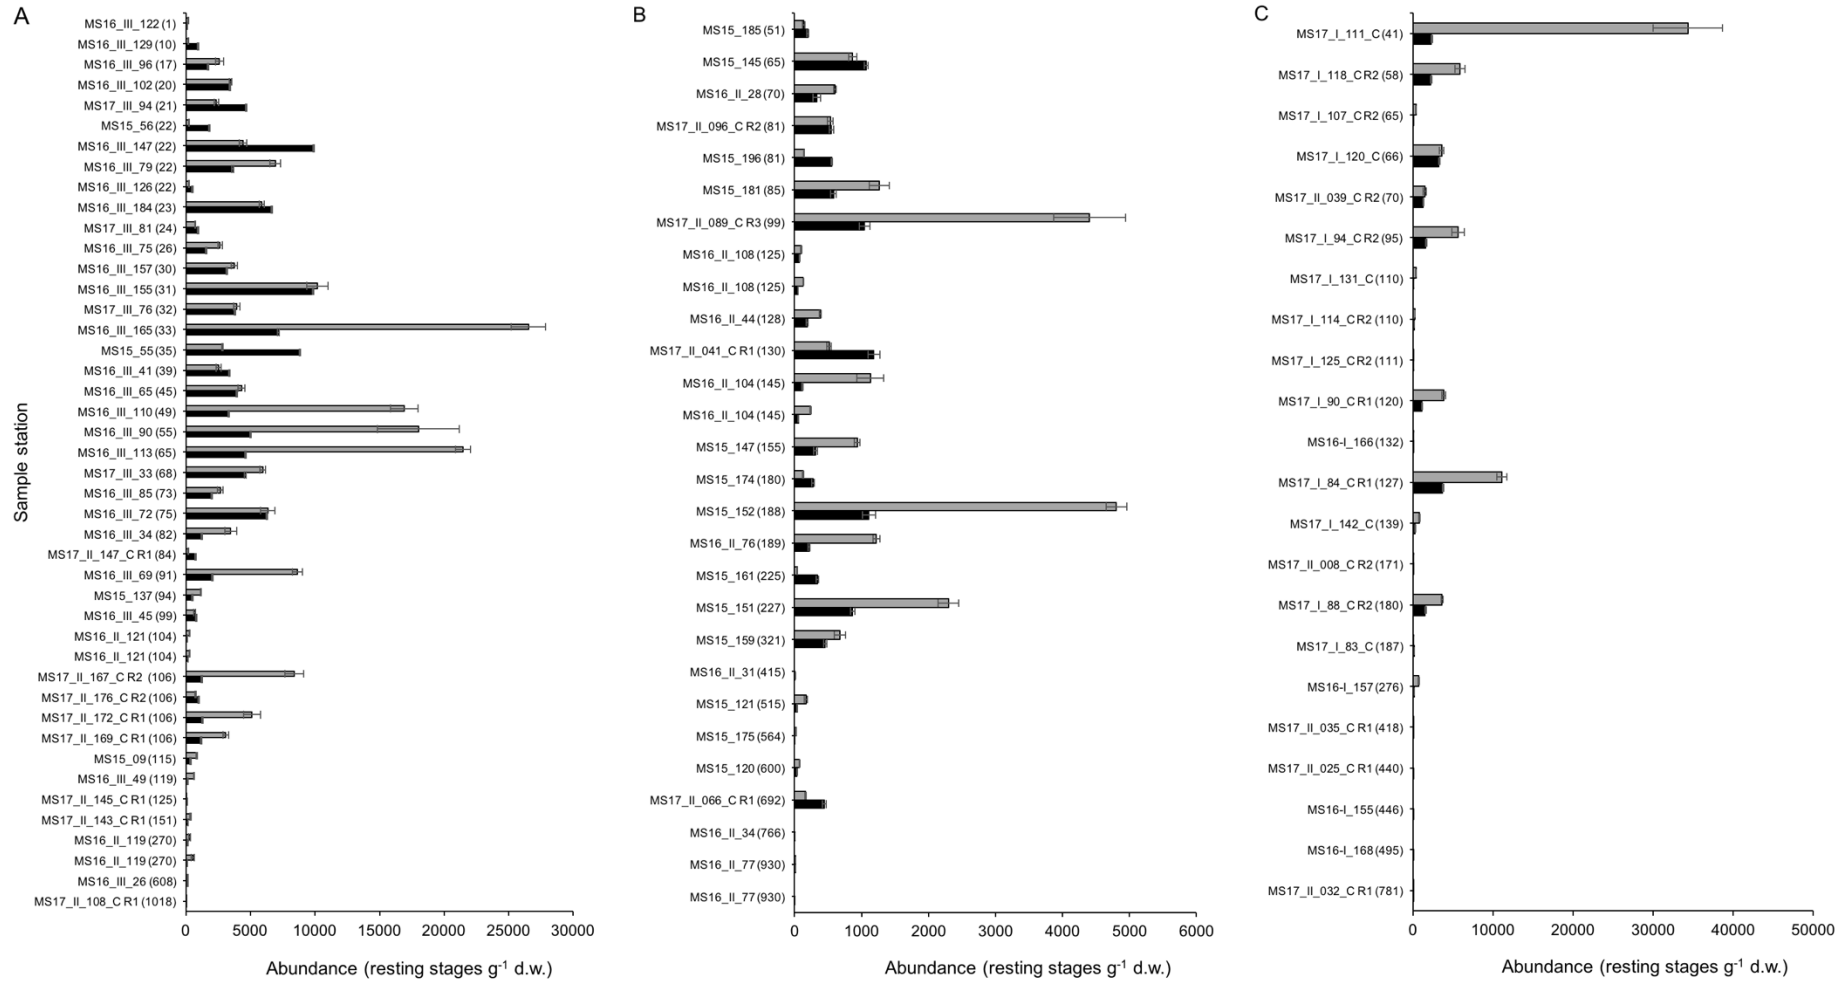 A
Sample station
MS16_III_122 (1)
MS16_III_129 (10)
MS16_III_96 (17)
MS16_III_102 (20)
MS17_III_94 (21)
MS15_56 (22)
MS16_III_147 (22)
MS16_III_79 (22)
MS16_III_126 (22)
MS16_III_184 (23)
MS17_III_81 (24)
MS16_III_75 (26)
MS16_III_157 (30)
MS16_III_155 (31)
MS17_III_76 (32)
MS16_III_165 (33)
MS15_55 (35)
MS16_III_41 (39)
MS16_III_65 (45)
MS16_III_110 (49)
MS16_III_90 (55)
MS16_III_113 (65)
MS17_III_33 (68)
MS16_III_85 (73)
MS16_III_72 (75)
MS16_III_34 (82)
MS17_II_147_C R1 (84)
MS16_III_69 (91)
MS15_137 (94)
MS16_III_45 (99)
MS16_II_121 (104)
MS16_II_121 (104)
MS17_II_167_C R2 (106)
MS17_II_176_C R2 (106)
MS17_II_172_C R1 (106)
MS17_II_169_C R1 (106)
MS15_09 (115)
MS16_III_49 (119)
MS17_II_145_C R1 (125)
MS17_II_143_C R1 (151)
MS16_II_119 (270)
MS16_II_119 (270)
MS16_III_26 (608)
MS17_II_108_C R1 (1018)
0 5000 10000 15000 20000 25000 30000
Abundance (resting stages g⁻¹ d.w.)
B
MS15_185 (51)
MS15_145 (65)
MS16_II_28 (70)
MS17_II_096_C R2 (81)
MS15_196 (81)
MS15_181 (85)
MS17_II_089_C R3 (99)
MS16_II_108 (125)
MS16_II_108 (125)
MS16_II_44 (128)
MS17_II_041_C R1 (130)
MS16_II_104 (145)
MS16_II_104 (145)
MS15_147 (155)
MS15_174 (180)
MS15_152 (188)
MS16_II_76 (189)
MS15_161 (225)
MS15_151 (227)
MS15_159 (321)
MS16_II_31 (415)
MS15_121 (515)
MS15_175 (564)
MS15_120 (600)
MS17_II_066_C R1 (692)
MS16_II_34 (766)
MS16_II_77 (930)
MS16_II_77 (930)
0 1000 2000 3000 4000 5000 6000
Abundance (resting stages g⁻¹ d.w.)
C
MS17_I_111_C (41)
MS17_I_118_C R2 (58)
MS17_I_107_C R2 (65)
MS17_I_120_C (66)
MS17_II_039_C R2 (70)
MS17_I_94_C R2 (95)
MS17_I_131_C (110)
MS17_I_114_C R2 (110)
MS17_I_125_C R2 (111)
MS17_I_90_C R1 (120)
MS16-I_166 (132)
MS17_I_84_C R1 (127)
MS17_I_142_C (139)
MS17_II_008_C R2 (171)
MS17_I_88_C R2 (180)
MS17_I_83_C (187)
MS16-I_157 (276)
MS17_II_035_C R1 (418)
MS17_II_025_C R1 (440)
MS16-I_155 (446)
MS16-I_168 (495)
MS17_II_032_C R1 (781)
0 10000 20000 30000 40000 50000
Abundance (resting stages g⁻¹ d.w.)